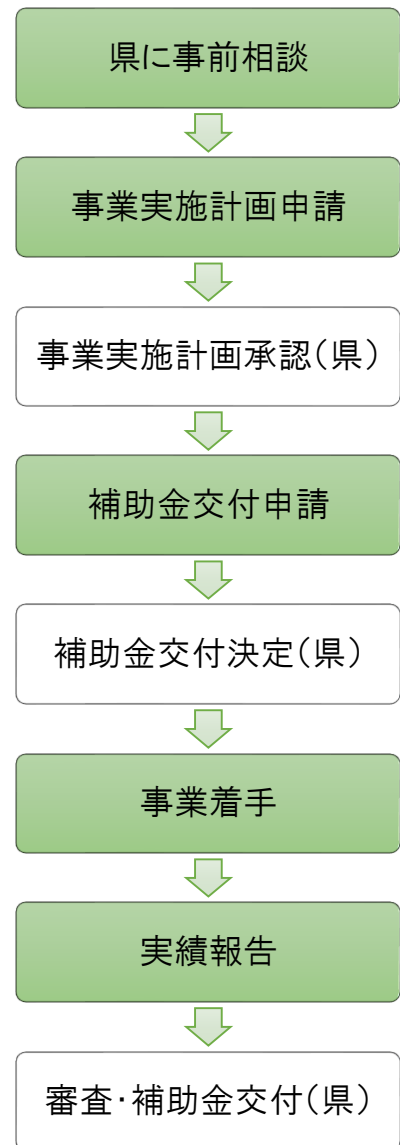 県に事前相談
事業実施計画申請
事業実施計画承認(県)
補助金交付申請
補助金交付決定(県)
事業着手
実績報告
審査・補助金交付(県)